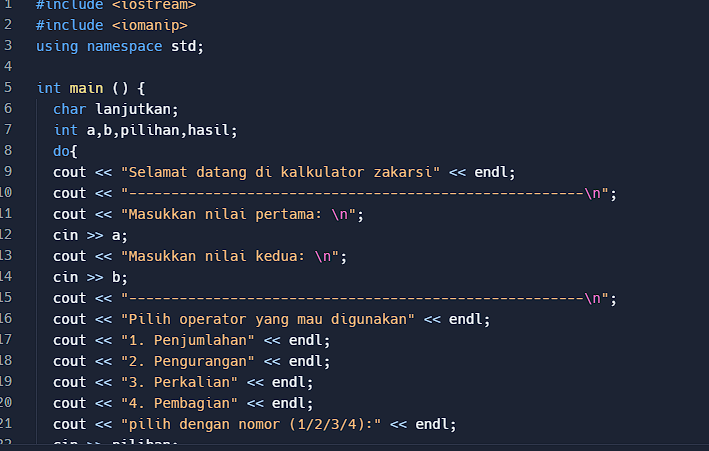 1 #include <iostream>
2 #include <iomanip>
3 using namespace std;
4
5 int main () {
6 char lanjutkan;
7 int a,b,pilihan,hasil;
8 do{
9 cout << "Selamat datang di kalkulator zakarsi" << endl;
10 cout << "------------------------------------------------------\n";
11 cout << "Masukkan nilai pertama: \n";
12 cin >> a;
13 cout << "Masukkan nilai kedua: \n";
14 cin >> b;
15 cout << "------------------------------------------------------\n";
16 cout << "Pilih operator yang mau digunakan" << endl;
17 cout << "1. Penjumlahan" << endl;
18 cout << "2. Pengurangan" << endl;
19 cout << "3. Perkalian" << endl;
20 cout << "4. Pembagian" << endl;
21 cout << "pilih dengan nomor (1/2/3/4):" << endl;
22 cin >> pilihan;